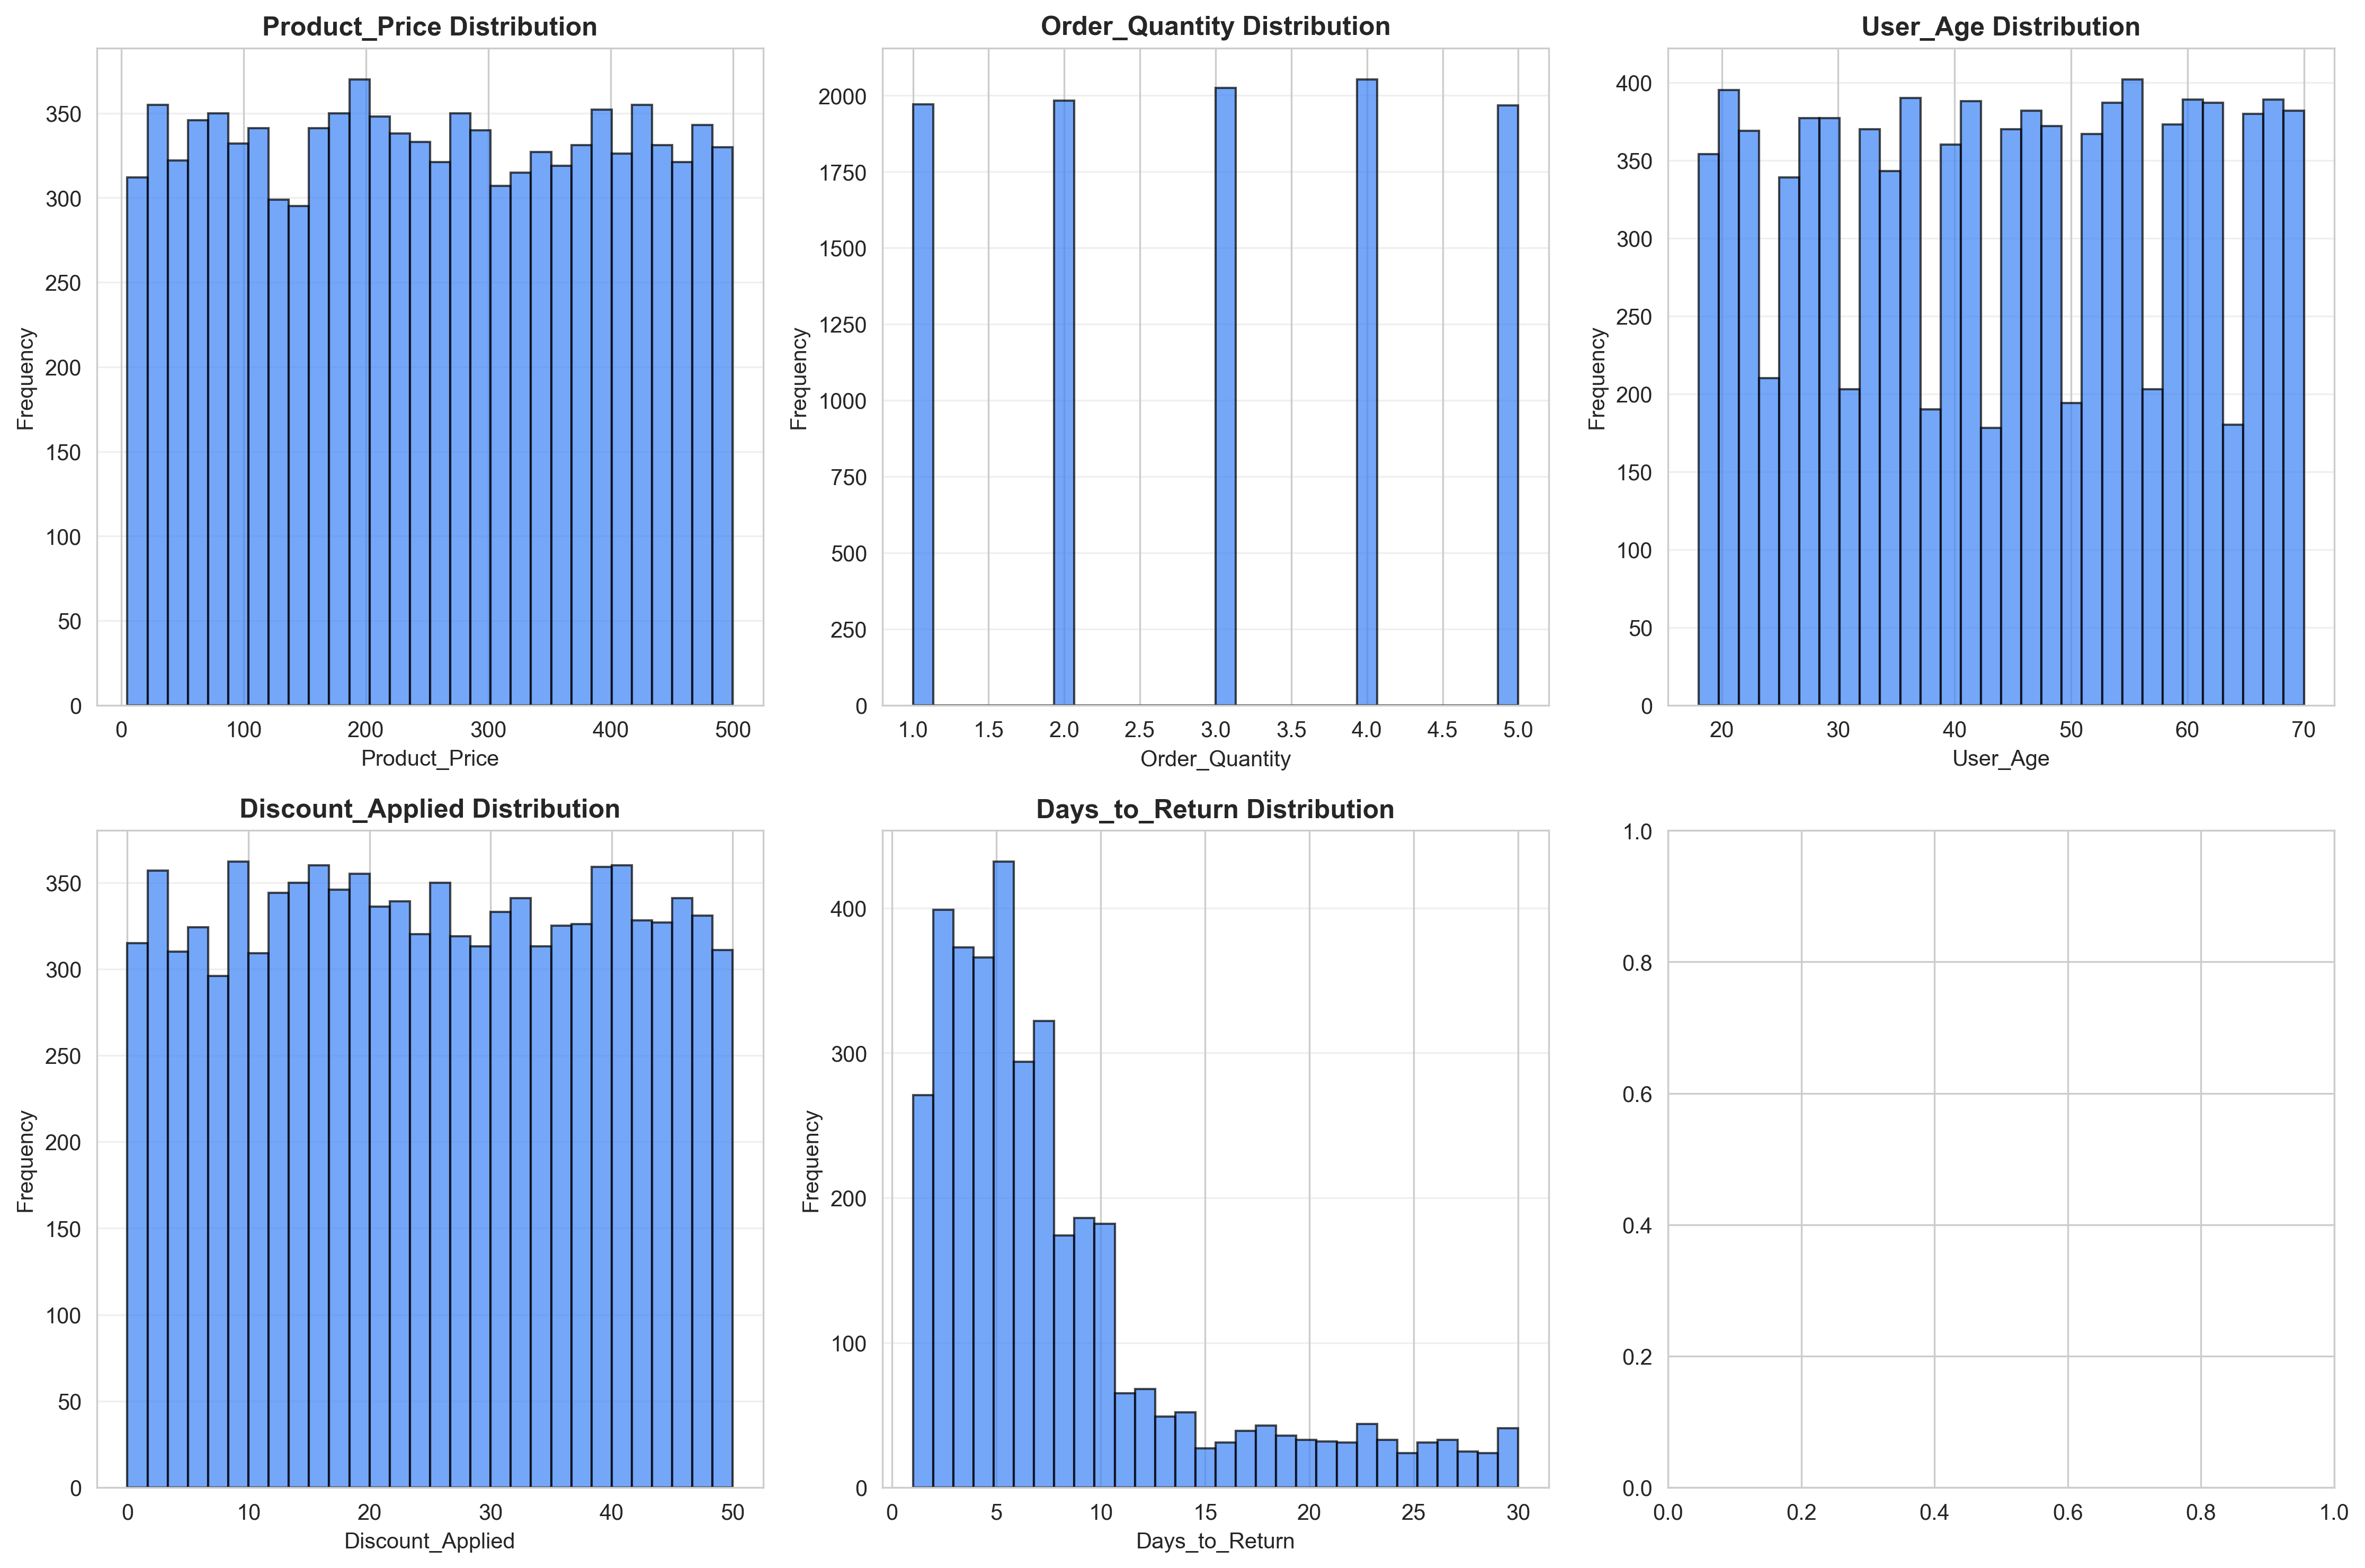 Product_Price Distribution
Frequency
350
300
250
200
150
100
50
0
0 100 200 300 400 500
Product_Price
Order_Quantity Distribution
Frequency
2000
1750
1500
1250
1000
750
500
250
0
1.0 1.5 2.0 2.5 3.0 3.5 4.0 4.5 5.0
Order_Quantity
User_Age Distribution
Frequency
400
350
300
250
200
150
100
50
0
20 30 40 50 60 70
User_Age
Discount_Applied Distribution
Frequency
350
300
250
200
150
100
50
0
0 10 20 30 40 50
Discount_Applied
Days_to_Return Distribution
Frequency
400
300
200
100
0
0 5 10 15 20 25 30
Days_to_Return
1.0
0.8
0.6
0.4
0.2
0.0
0.0 0.2 0.4 0.6 0.8 1.0